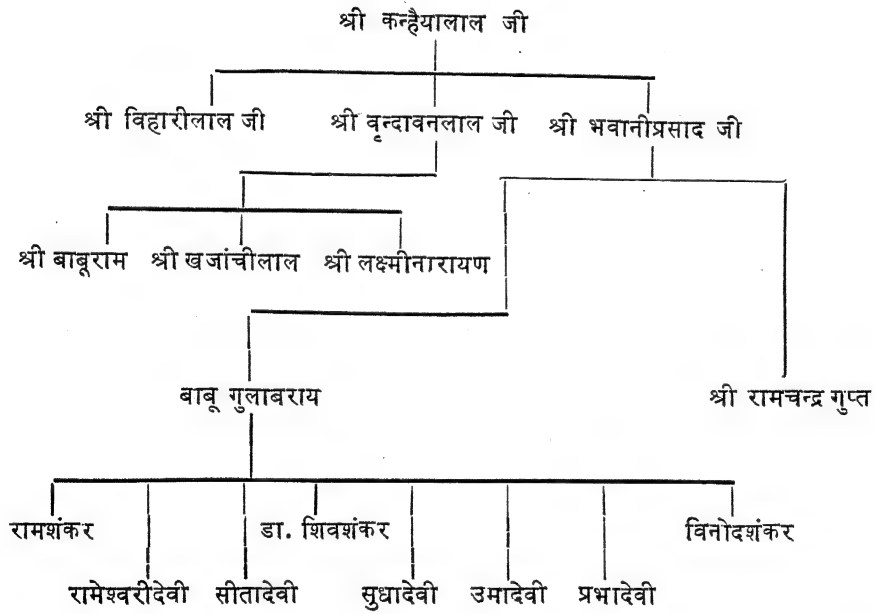 श्री कन्हैयालाल जी
श्री विहारीलाल जी श्री वृन्दावनलाल जी श्री भवानीप्रसाद जी
श्री बाबूराम श्री खजांचीलाल श्री लक्ष्मीनारायण
बाबू गुलाबराय श्री रामचन्द्र गुप्त
रामशंकर डा. शिवशंकर विनोदशंकर
रामेश्वरीदेवी सीतादेवी सुधादेवी उमादेवी प्रभादेवी